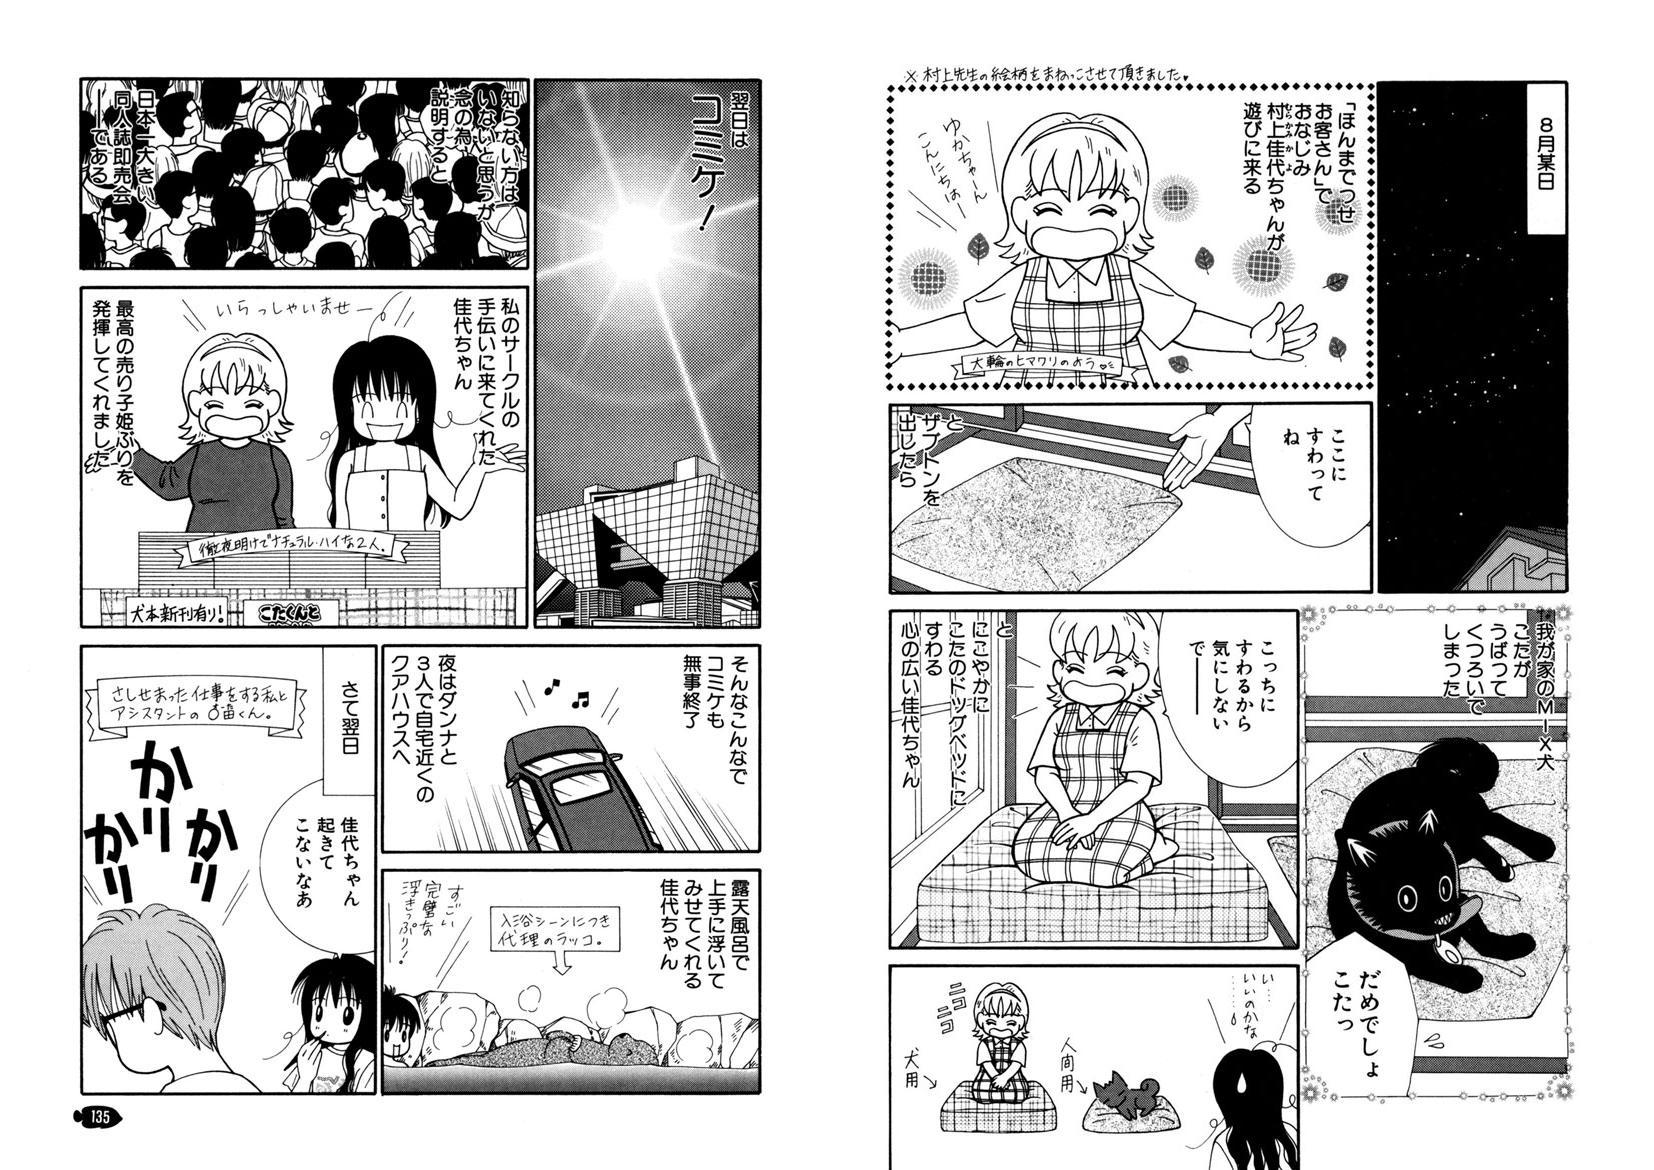 ※村上先生の絵柄をまねっこさせて頂きました♥
8月某日
「ほんまでっせ
お客さん」で
おなじみ
村上佳代ちゃんが
むらかみかよ
遊びに来る
ゆかちゃーん
こんにちはー
大輪のヒマワリのよう♡
ここに
すわって
ね
と
ザブトンを
出したら
我が家のMIX犬
こたが
うばって
くつろいで
しまった
だめでしょ
こたっ
こっちに
すわるから
気にしない
で――
と
にこやかに
こたのドッグベッドに
すわる
心の広い佳代ちゃん
い…
いいのかな……
ニコ
ニコ
人間用
犬用
翌日は
コミケ!
知らない方は
いないと思うが
念の為
説明すると
日本一大きい
同人誌即売会
――である
いらっしゃいませー
私のサークルの
手伝いに来てくれた
佳代ちゃん
最高の売り子姫ぶりを
発揮してくれました
徹夜明けでナチュラル・ハイな2人。
犬本新刊有り!
こたくんと
そんなこんなで
コミケも
無事終了
夜はダンナと
3人で自宅近くの
クアハウスへ
露天風呂で
上手に浮いて
みせてくれる
佳代ちゃん
入浴シーンにつき
代理のラッコ。
すごい
完璧な
浮きっぷり!
さて翌日
さしせまった仕事をする私と
アシスタントの♂笛くん。
かり
かり
かり
佳代ちゃん
起きて
こないなあ
135